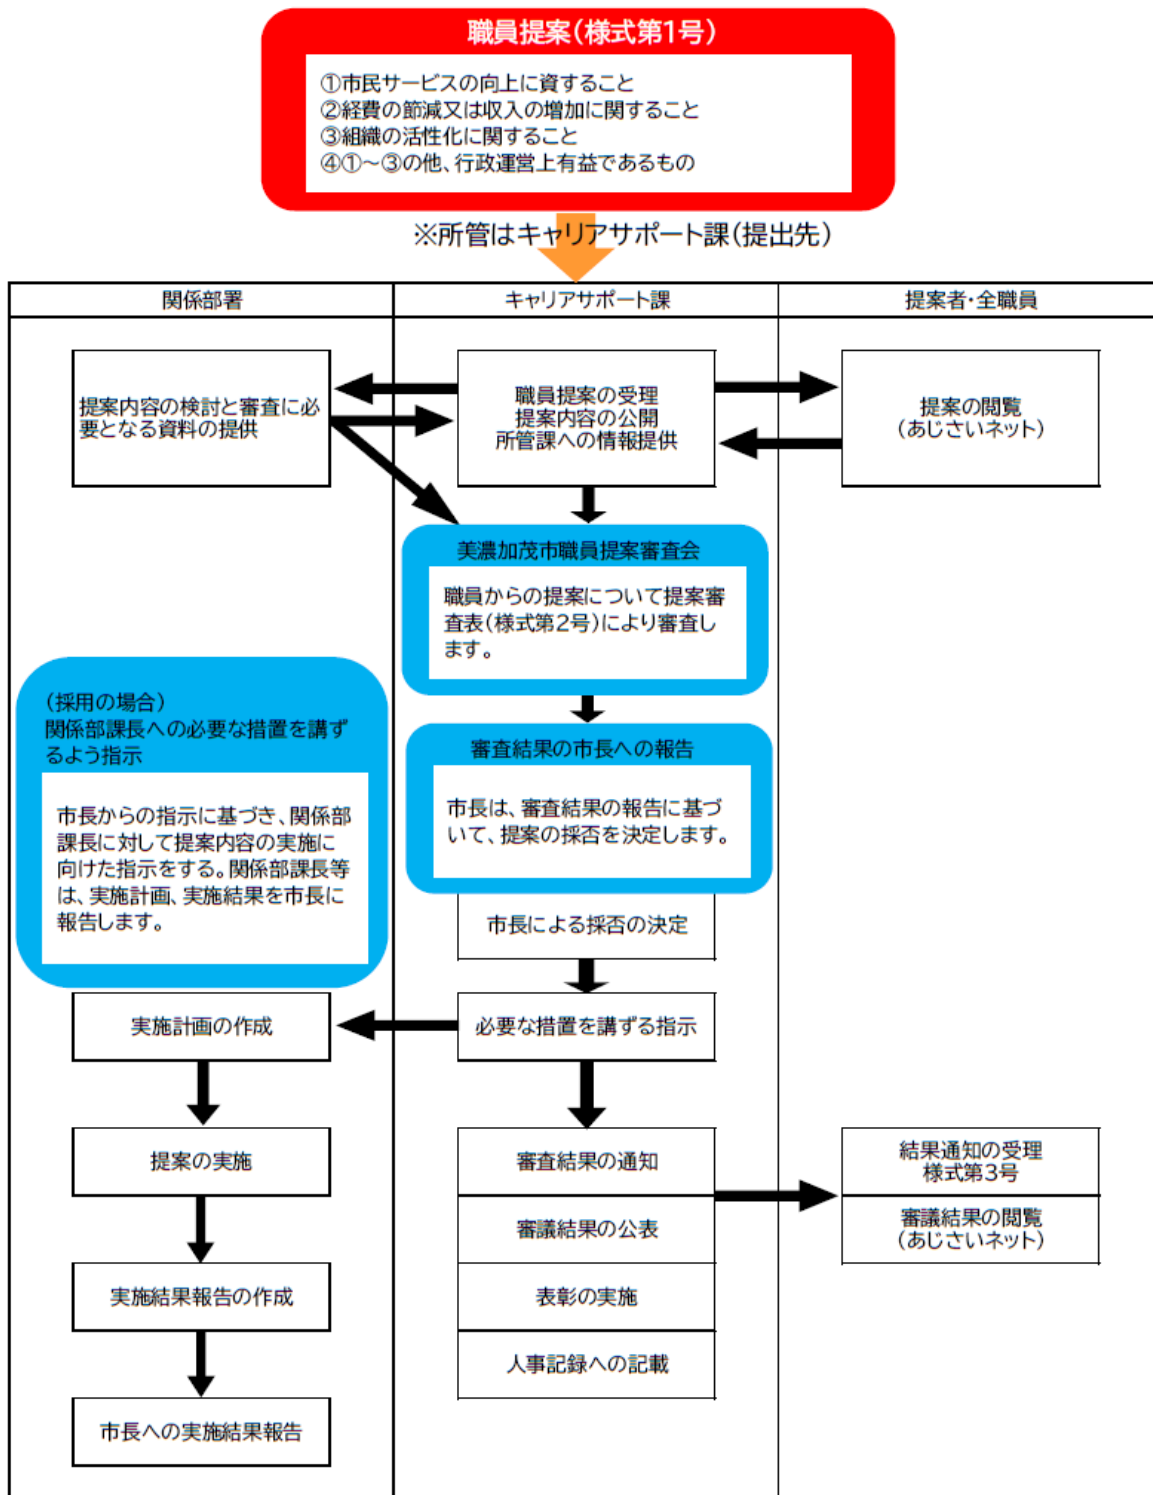 職員提案(様式第1号)
①市民サービスの向上に資すること
②経費の節減又は収入の増加に関すること
③組織の活性化に関すること
④①～③の他、行政運営上有益であるもの
※所管はキャリアサポート課(提出先)
関係部署
キャリアサポート課
提案者・全職員
提案内容の検討と審査に必
要となる資料の提供
職員提案の受理
提案内容の公開
所管課への情報提供
提案の閲覧
(あじさいネット)
美濃加茂市職員提案審査会
職員からの提案について提案審
査表(様式第2号)により審査し
ます。
(採用の場合)
関係部課長への必要な措置を講ず
るよう指示
市長からの指示に基づき、関係部
課長に対して提案内容の実施に
向けた指示をする。関係部課長等
は、実施計画、実施結果を市長に
報告します。
審査結果の市長への報告
市長は、審査結果の報告に基づ
いて、提案の採否を決定します。
市長による採否の決定
実施計画の作成
必要な措置を講ずる指示
提案の実施
審査結果の通知
結果通知の受理
様式第3号
審議結果の公表
審議結果の閲覧
(あじさいネット)
実施結果報告の作成
表彰の実施
人事記録への記載
市長への実施結果報告